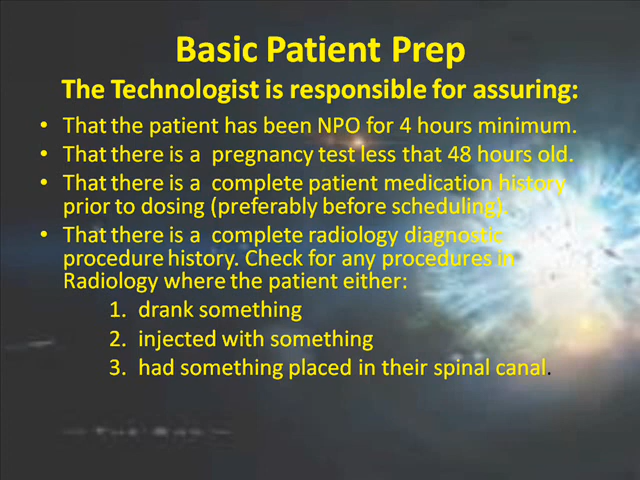 Basic Patient Prep
The Technologist is responsible for assuring:
• That the patient has been NPO for 4 hours minimum.
• That there is a pregnancy test less that 48 hours old.
• That there is a complete patient medication history
prior to dosing (preferably before scheduling).
• That there is a complete radiology diagnostic
procedure history. Check for any procedures in
Radiology where the patient either:
1. drank something
2. injected with something
3. had something placed in their spinal canal.